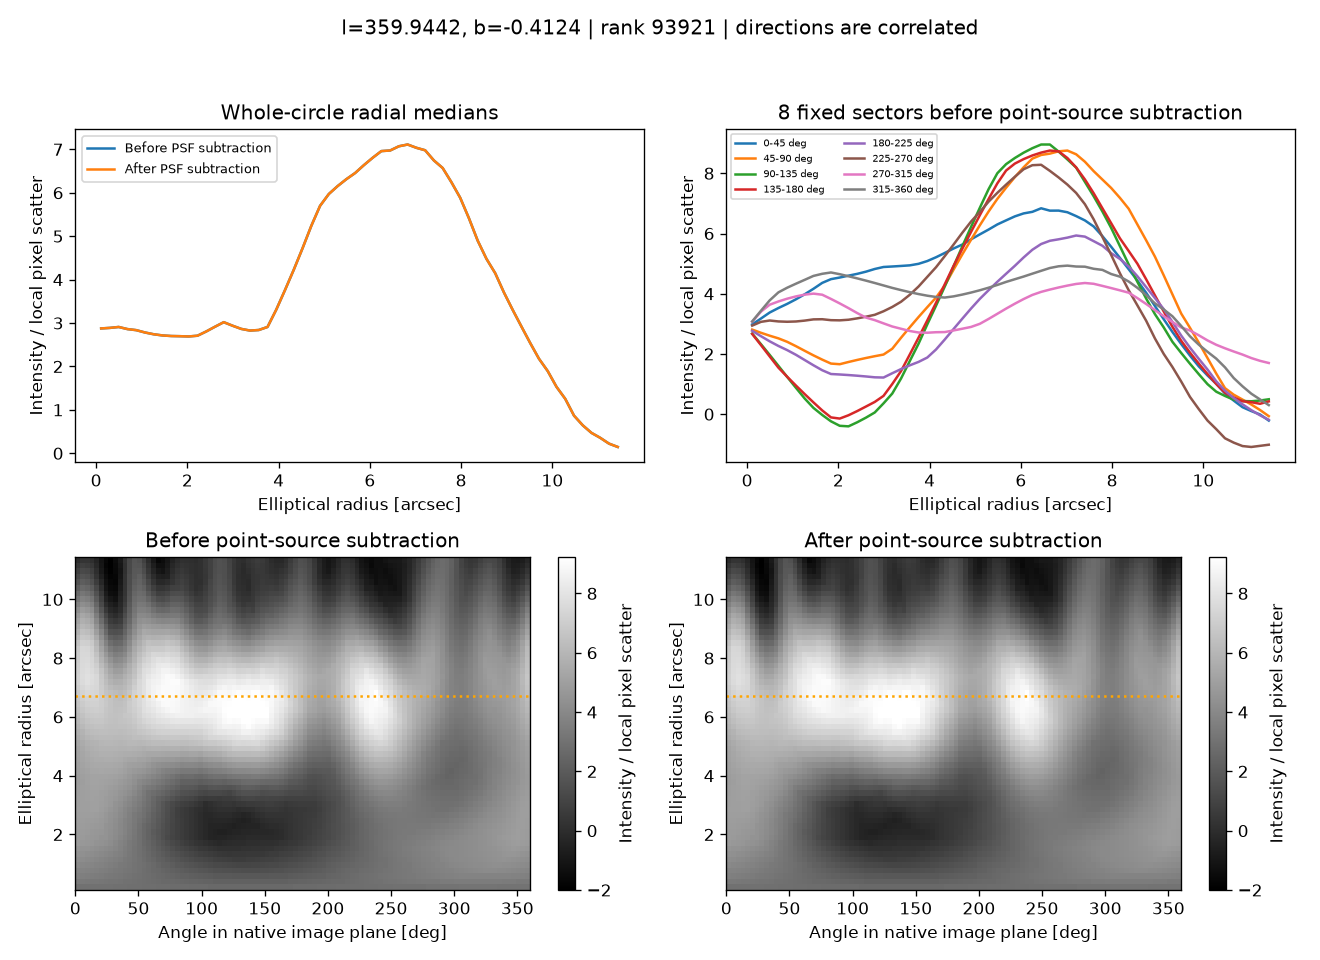 l=359.9442, b=-0.4124 | rank 93921 | directions are correlated
Whole-circle radial medians
Before PSF subtraction
After PSF subtraction
Intensity / local pixel scatter
7
6
5
4
3
2
1
0
0 2 4 6 8 10
Elliptical radius [arcsec]
8 fixed sectors before point-source subtraction
0-45 deg
45-90 deg
90-135 deg
135-180 deg
180-225 deg
225-270 deg
270-315 deg
315-360 deg
Intensity / local pixel scatter
8
6
4
2
0
0 2 4 6 8 10
Elliptical radius [arcsec]
Before point-source subtraction
Elliptical radius [arcsec]
10
8
6
4
2
0 50 100 150 200 250 300 350
Angle in native image plane [deg]
8
6
4
2
0
−2
Intensity / local pixel scatter
After point-source subtraction
Elliptical radius [arcsec]
10
8
6
4
2
0 50 100 150 200 250 300 350
Angle in native image plane [deg]
8
6
4
2
0
−2
Intensity / local pixel scatter